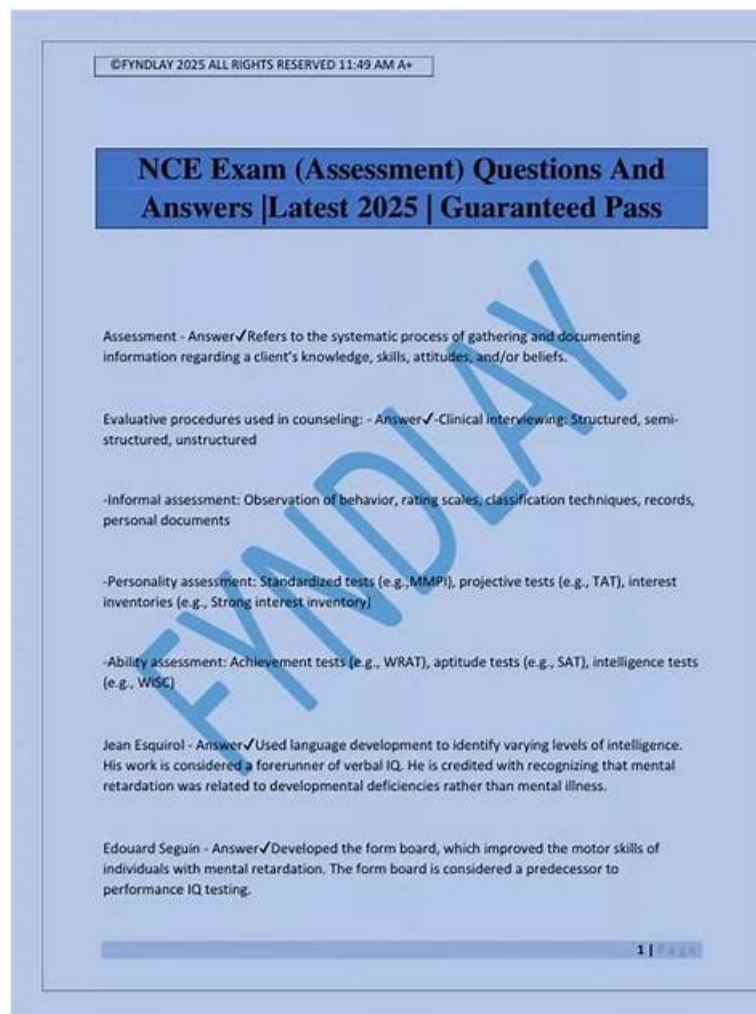 ©FYNDLAY 2025 ALL RIGHTS RESERVED 11:49 AM A+
NCE Exam (Assessment) Questions And
Answers |Latest 2025 | Guaranteed Pass
Assessment - Answer✓Refers to the systematic process of gathering and documenting
information regarding a client's knowledge, skills, attitudes, and/or beliefs.
Evaluative procedures used in counseling: - Answer✓-Clinical interviewing: Structured, semi-
structured, unstructured
-Informal assessment: Observation of behavior, rating scales, classification techniques, records,
personal documents
-Personality assessment: Standardized tests (e.g.,MMPI), projective tests (e.g., TAT), interest
inventories (e.g., Strong interest inventory)
-Ability assessment: Achievement tests (e.g., WRAT), aptitude tests (e.g., SAT), intelligence tests
(e.g., WISC)
Jean Esquirol - Answer✓Used language development to identify varying levels of intelligence.
His work is considered a forerunner of verbal IQ. He is credited with recognizing that mental
retardation was related to developmental deficiencies rather than mental illness.
Edouard Seguin - Answer✓Developed the form board, which improved the motor skills of
individuals with mental retardation. The form board is considered a predecessor to
performance IQ testing.
1 | Page
FYNDLAY